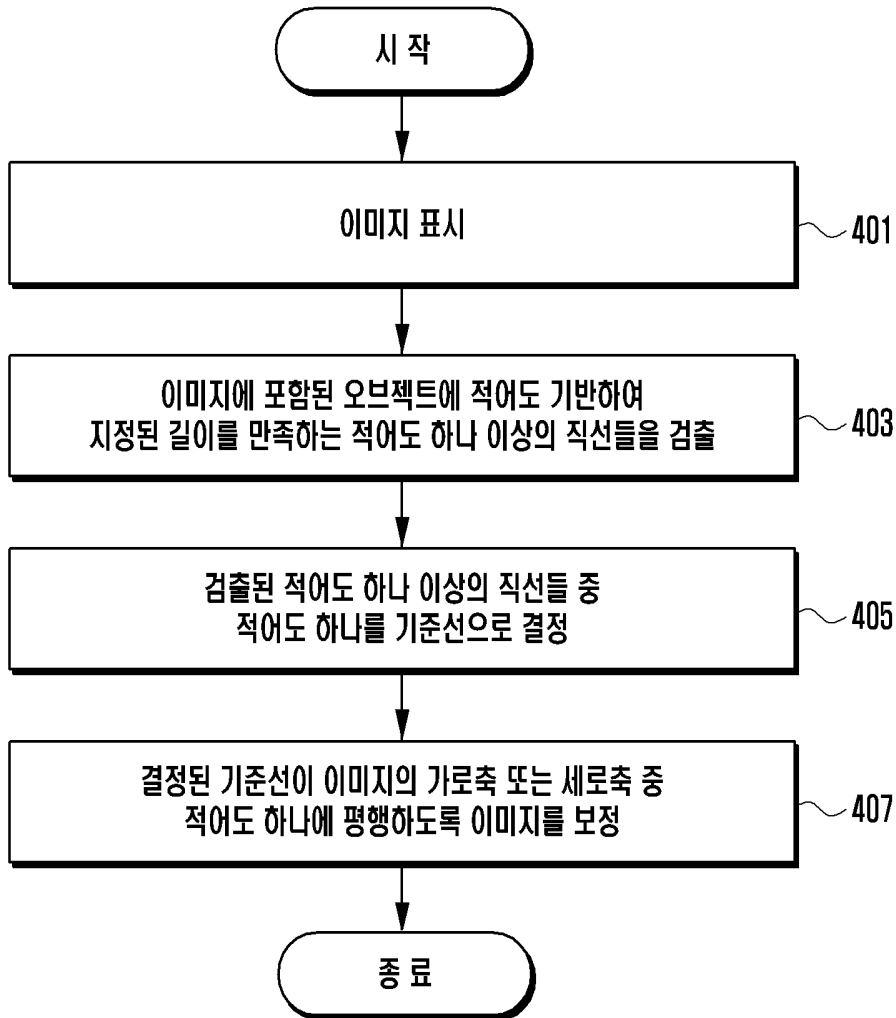 시 작
이미지 표시
401
이미지에 포함된 오브젝트에 적어도 기반하여
지정된 길이를 만족하는 적어도 하나 이상의 직선들을 검출
403
검출된 적어도 하나 이상의 직선들 중
적어도 하나를 기준선으로 결정
405
결정된 기준선이 이미지의 가로축 또는 세로축 중
적어도 하나에 평행하도록 이미지를 보정
407
종 료